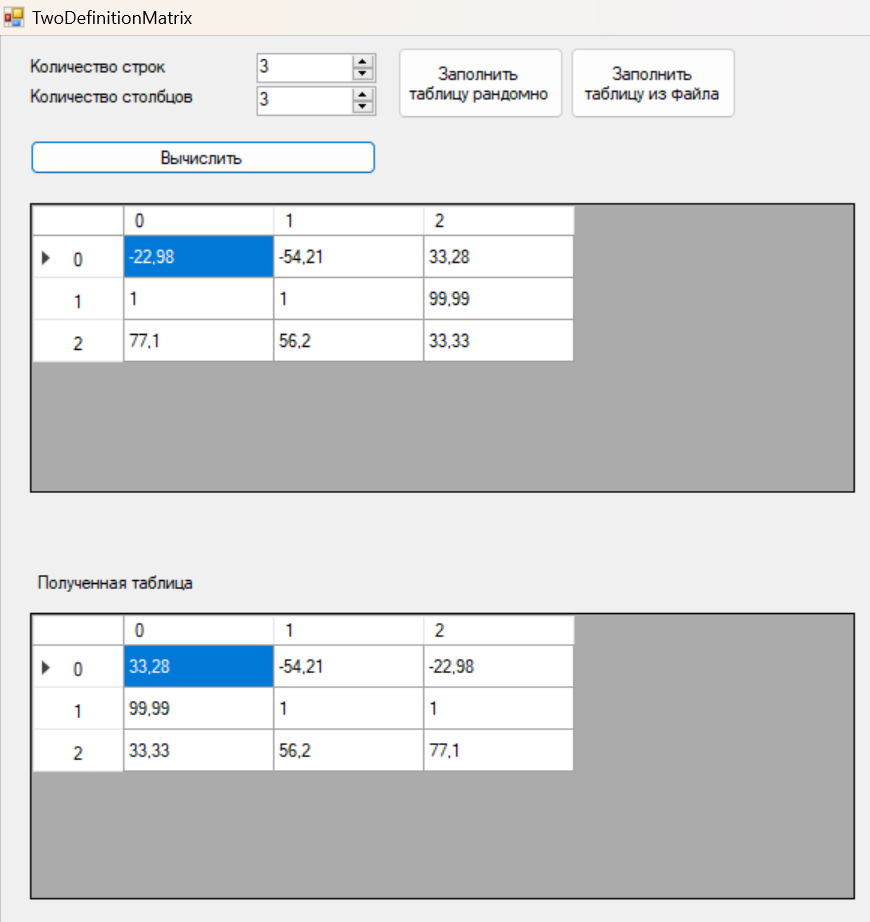 TwoDefinitionMatrix
Количество строк 3
Количество столбцов 3
Заполнить
таблицу рандомно
Заполнить
таблицу из файла
Вычислить
0 1 2
0 -22,98 -54,21 33,28
1 1 1 99,99
2 77,1 56,2 33,33
Полученная таблица
0 1 2
0 33,28 -54,21 -22,98
1 99,99 1 1
2 33,33 56,2 77,1